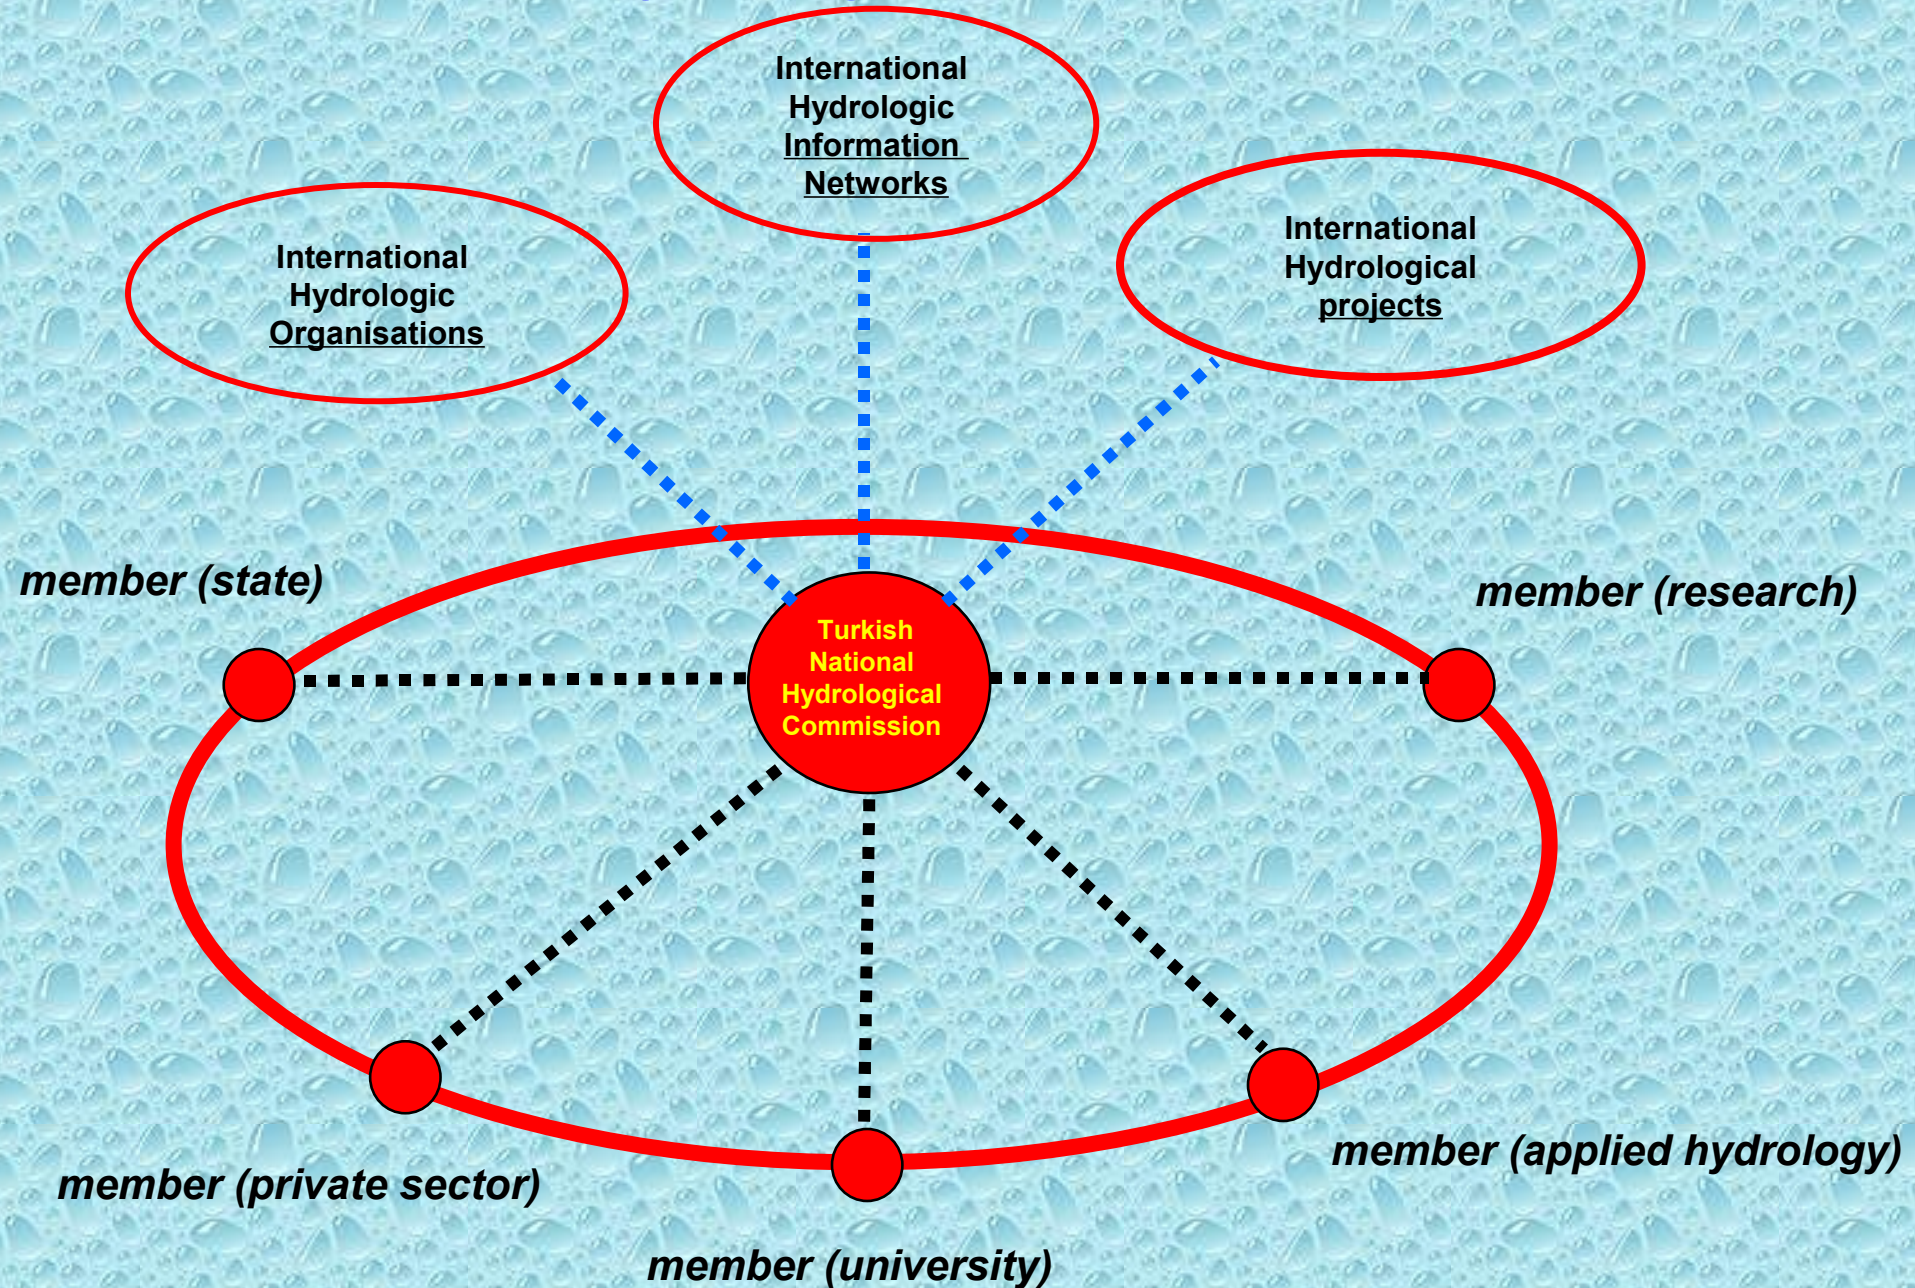 International
Hydrologic
Information
Networks
International
Hydrologic
Organisations
International
Hydrological
projects
member (state)
member (research)
Turkish
National
Hydrological
Commission
member (private sector)
member (applied hydrology)
member (university)